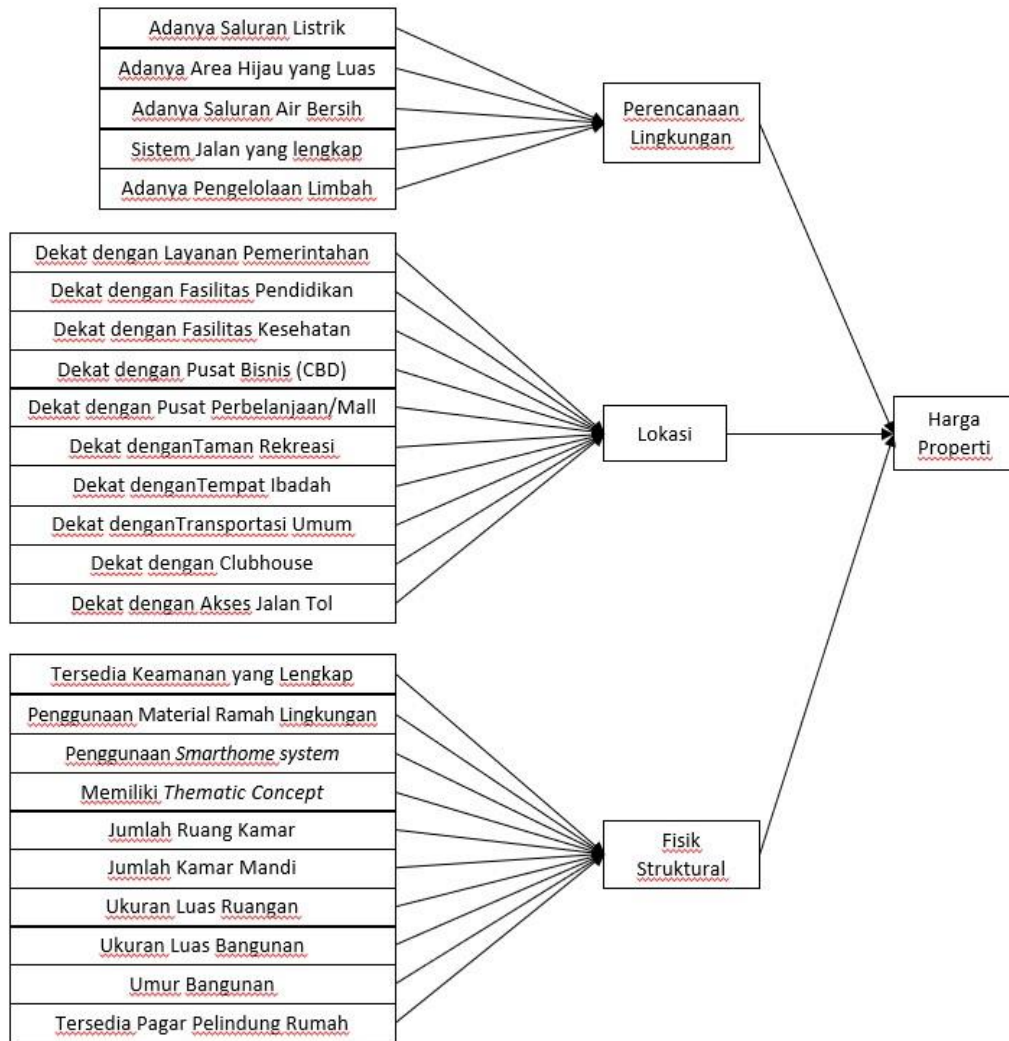 Adanya Saluran Listrik
Adanya Area Hijau yang Luas
Adanya Saluran Air Bersih
Sistem Jalan yang lengkap
Adanya Pengelolaan Limbah
Perencanaan
Lingkungan
Dekat dengan Layanan Pemerintahan
Dekat dengan Fasilitas Pendidikan
Dekat dengan Fasilitas Kesehatan
Dekat dengan Pusat Bisnis (CBD)
Dekat dengan Pusat Perbelanjaan/Mall
Dekat denganTaman Rekreasi
Dekat denganTempat Ibadah
Dekat denganTransportasi Umum
Dekat dengan Clubhouse
Dekat dengan Akses Jalan Tol
Lokasi
Harga
Properti
Tersedia Keamanan yang Lengkap
Penggunaan Material Ramah Lingkungan
Penggunaan Smarthome system
Memiliki Thematic Concept
Jumlah Ruang Kamar
Jumlah Kamar Mandi
Ukuran Luas Ruangan
Ukuran Luas Bangunan
Umur Bangunan
Tersedia Pagar Pelindung Rumah
Fisik
Struktural